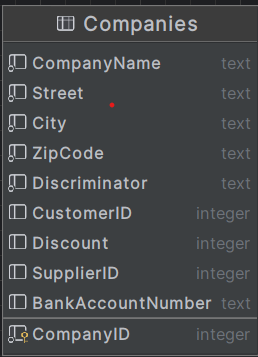 Companies
CompanyName text
Street text
City text
ZipCode text
Discriminator text
CustomerID integer
Discount integer
SupplierID integer
BankAccountNumber text
CompanyID integer